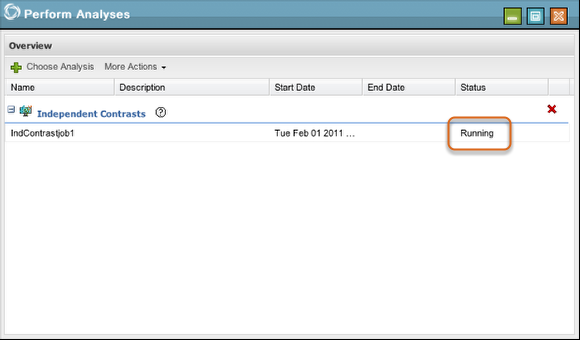 Perform Analyses
Overview
Choose Analysis More Actions
Name Description Start Date End Date Status
Independent Contrasts ?
IndContrastjob1 Tue Feb 01 2011 ... Running